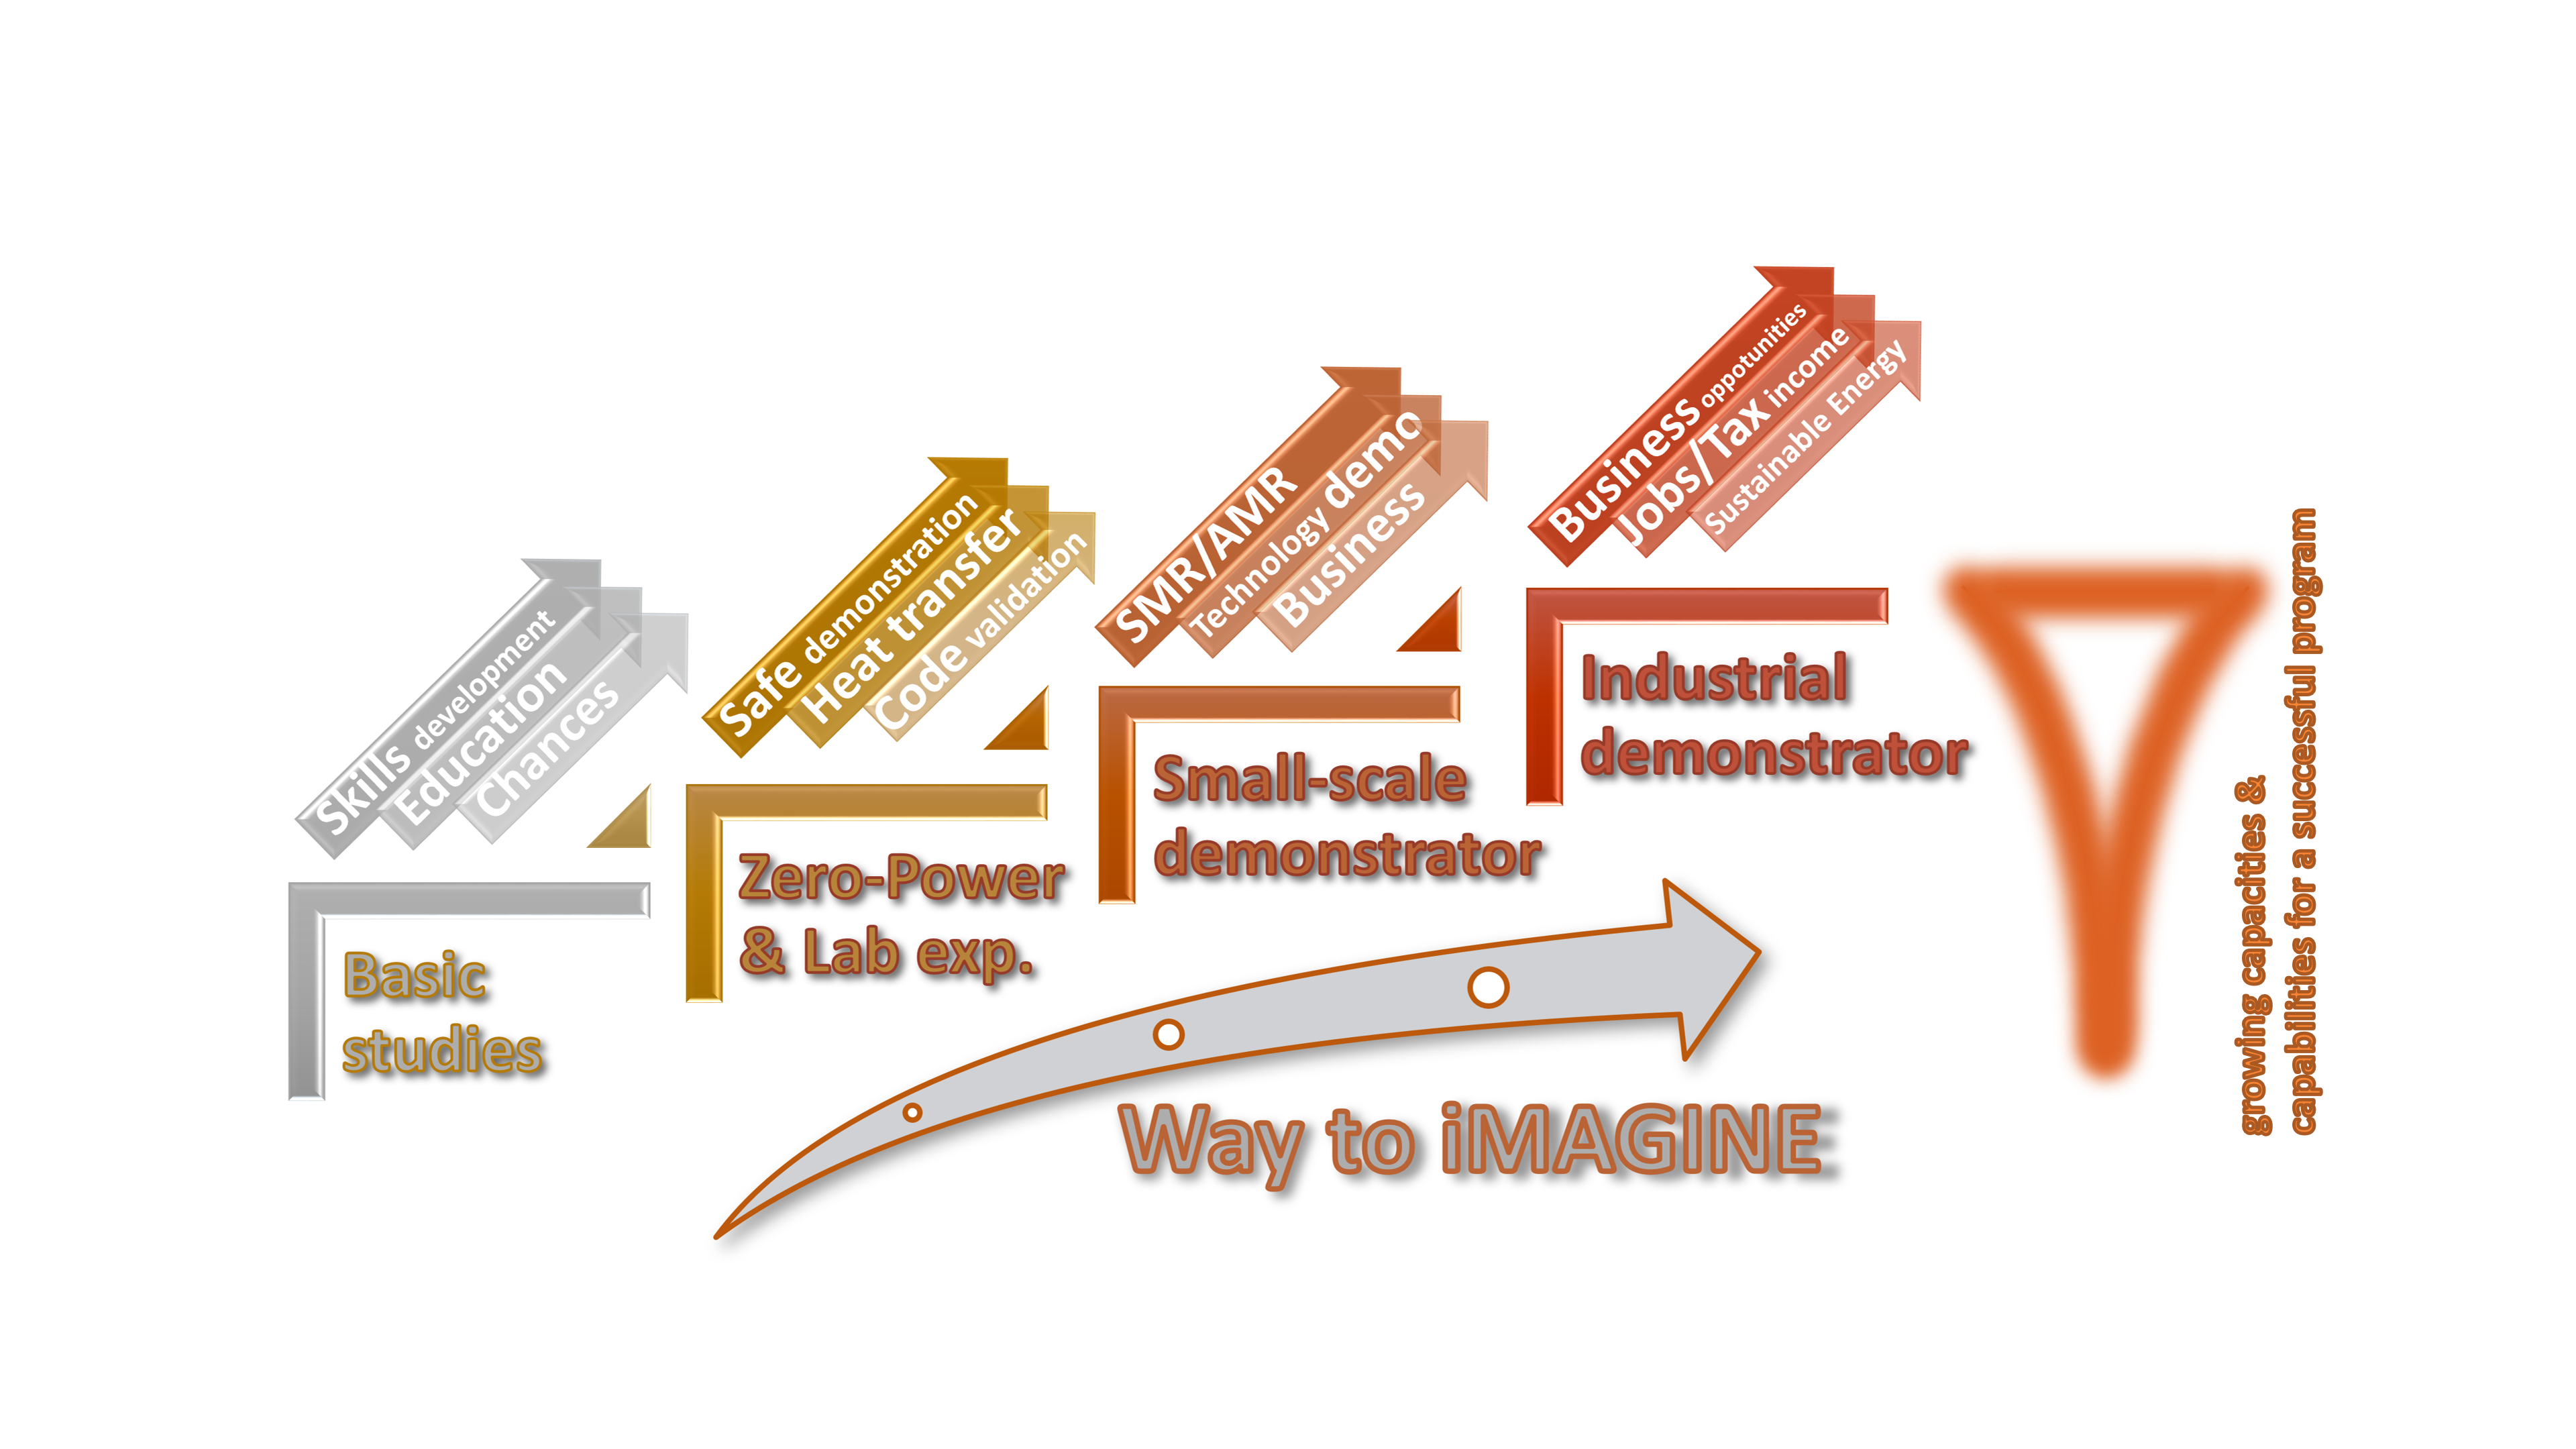 Skills development
Education
Chances
Basic
studies
Safe demonstration
Heat transfer
Code validation
Zero-Power
& Lab exp.
SMR/AMR
Technology demo
Business
Small-scale
demonstrator
Business oppotunities
Jobs/Tax income
Sustainable Energy
Industrial
demonstrator
Way to iMAGINE
growing capacities &
capabilities for a successful program